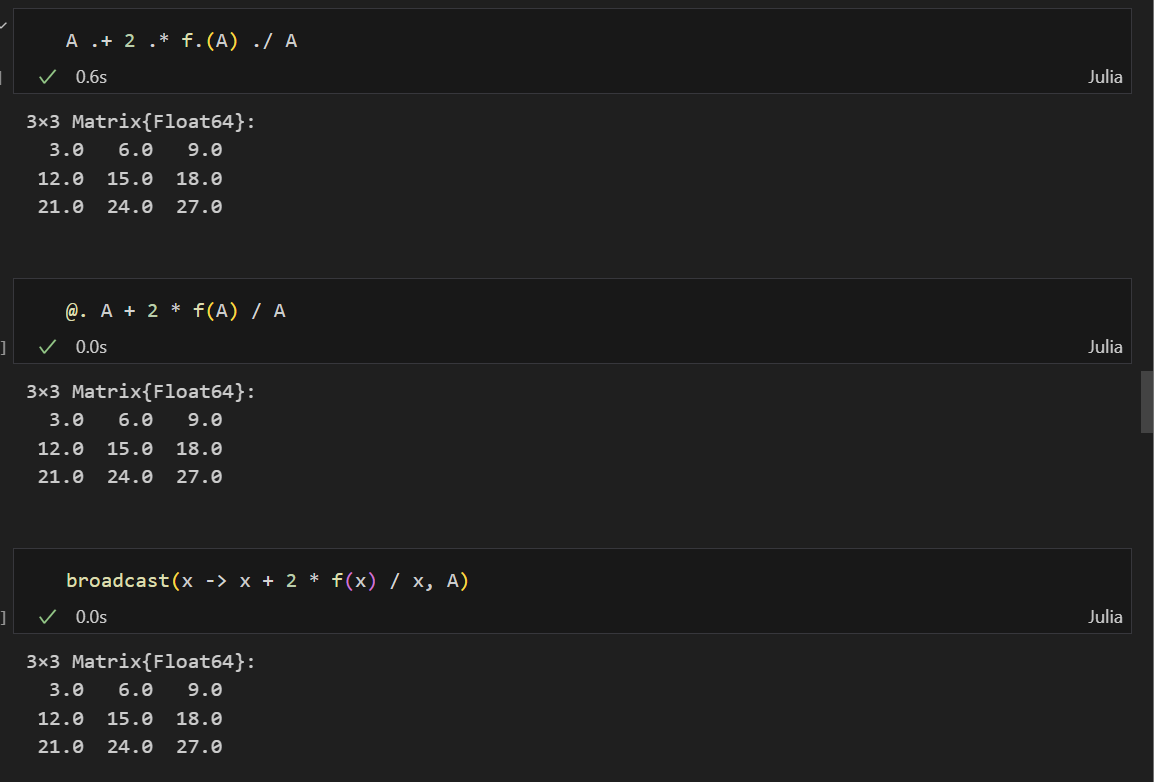 A .+ 2 .* f.(A) ./ A
0.6s
Julia
3×3 Matrix{Float64}:
3.0 6.0 9.0
12.0 15.0 18.0
21.0 24.0 27.0
]
@. A + 2 * f(A) / A
0.0s
Julia
3×3 Matrix{Float64}:
3.0 6.0 9.0
12.0 15.0 18.0
21.0 24.0 27.0
]
broadcast(x -> x + 2 * f(x) / x, A)
0.0s
Julia
3×3 Matrix{Float64}:
3.0 6.0 9.0
12.0 15.0 18.0
21.0 24.0 27.0